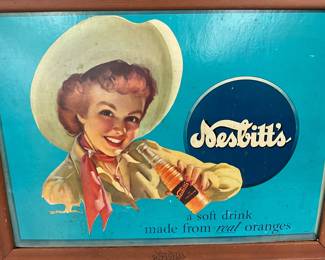 Nesbitt's
a soft drink
made from real oranges